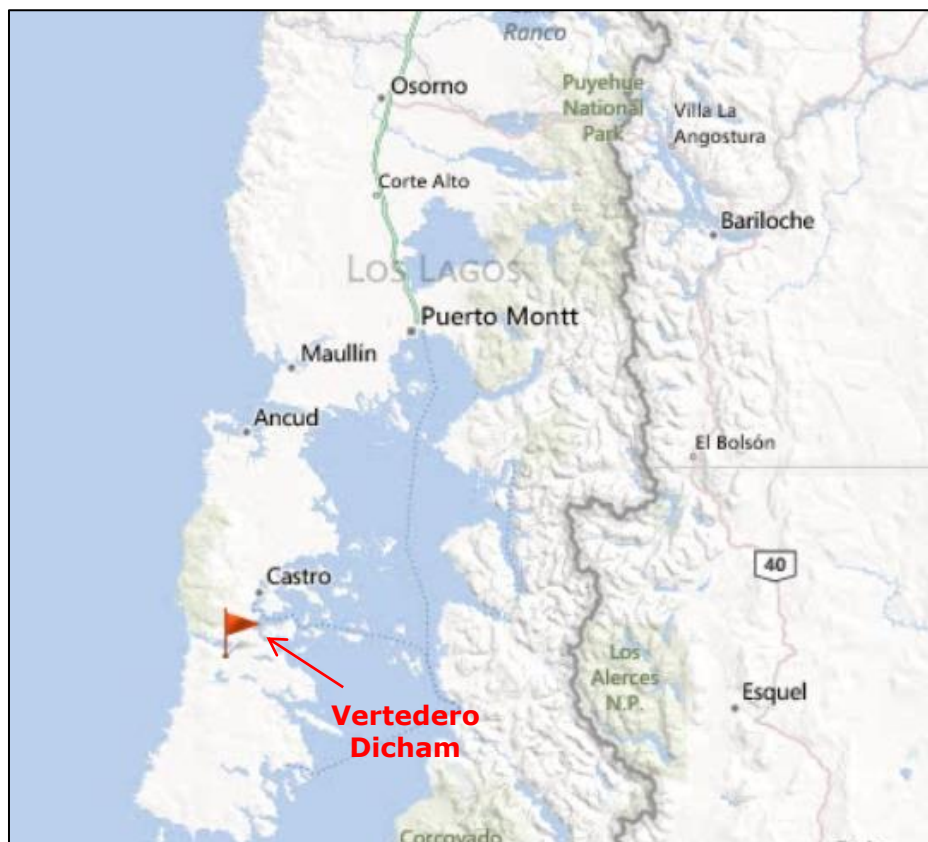 Ranco
Osorno
Puyehue
National
Park
Villa La
Angostura
Corte Alto
Bariloche
LOS LAGOS
Puerto Montt
Maullín
Ancud
El Bolsón
40
Castro
Los
Alerces
N.P.
Esquel
Vertedero
Dicham
Corcovado